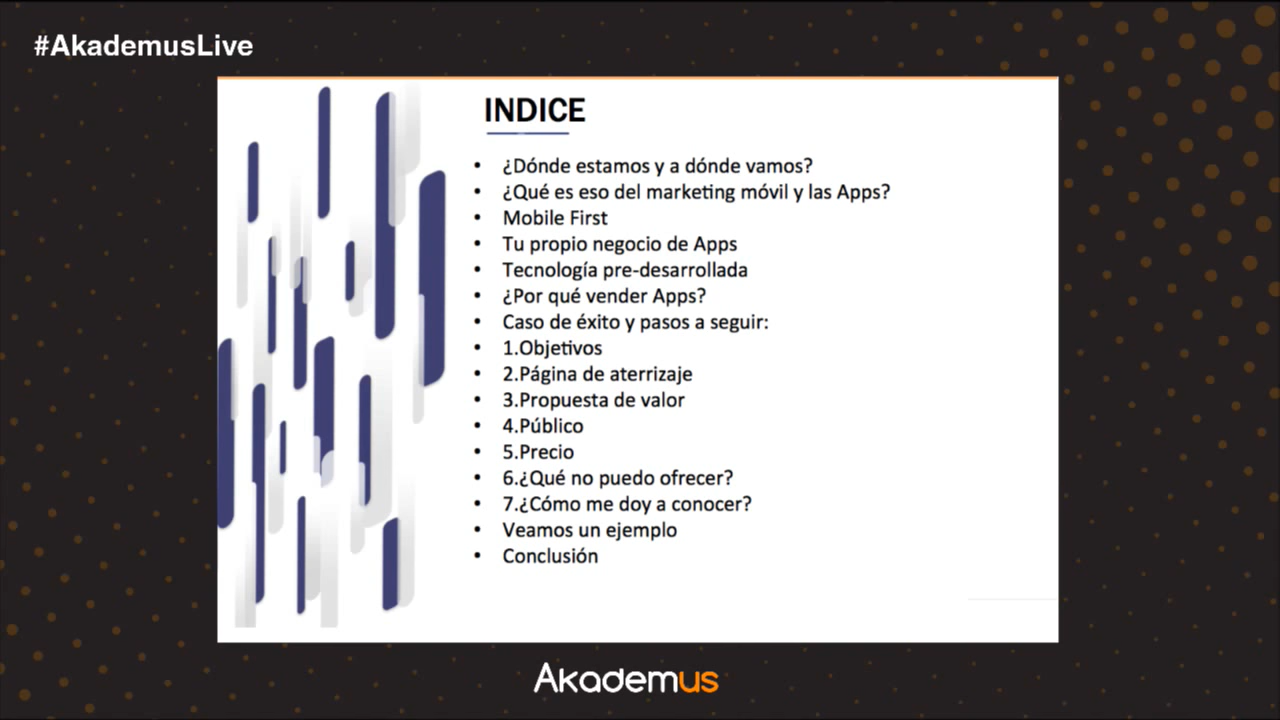 #AkademusLive
INDICE
• ¿Dónde estamos y a dónde vamos?
• ¿Qué es eso del marketing móvil y las Apps?
• Mobile First
• Tu propio negocio de Apps
• Tecnología pre-desarrollada
• ¿Por qué vender Apps?
• Caso de éxito y pasos a seguir:
• 1.Objetivos
• 2.Página de aterrizaje
• 3.Propuesta de valor
• 4.Público
• 5.Precio
• 6.¿Qué no puedo ofrecer?
• 7.¿Cómo me doy a conocer?
• Veamos un ejemplo
• Conclusión
Akademus